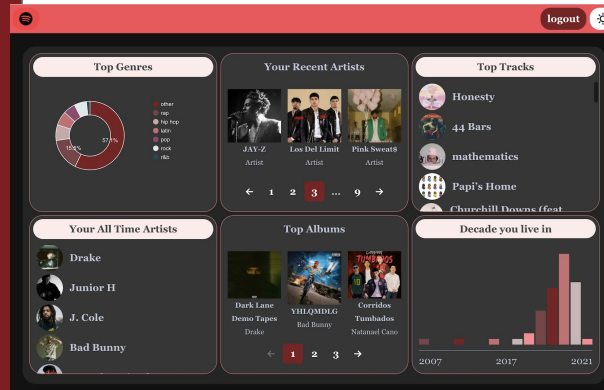 logout
Top Genres
57.1%
15.5%
other
rap
hip hop
latin
pop
rock
r&b
Your Recent Artists
JAY-Z
Artist
Los Del Limit
Artist
Pink Sweat$
Artist
← 1 2 3 ... 9 →
Top Tracks
Honesty
44 Bars
mathematics
Papi's Home
Churchill Downs (feat
Your All Time Artists
Drake
Junior H
J. Cole
Bad Bunny
Top Albums
Dark Lane
Demo Tapes
Drake
YHLQMDLG
Bad Bunny
TUMBADOS
Corridos
Tumbados
Natanael Cano
← 1 2 3 →
Decade you live in
2007 2017 2021